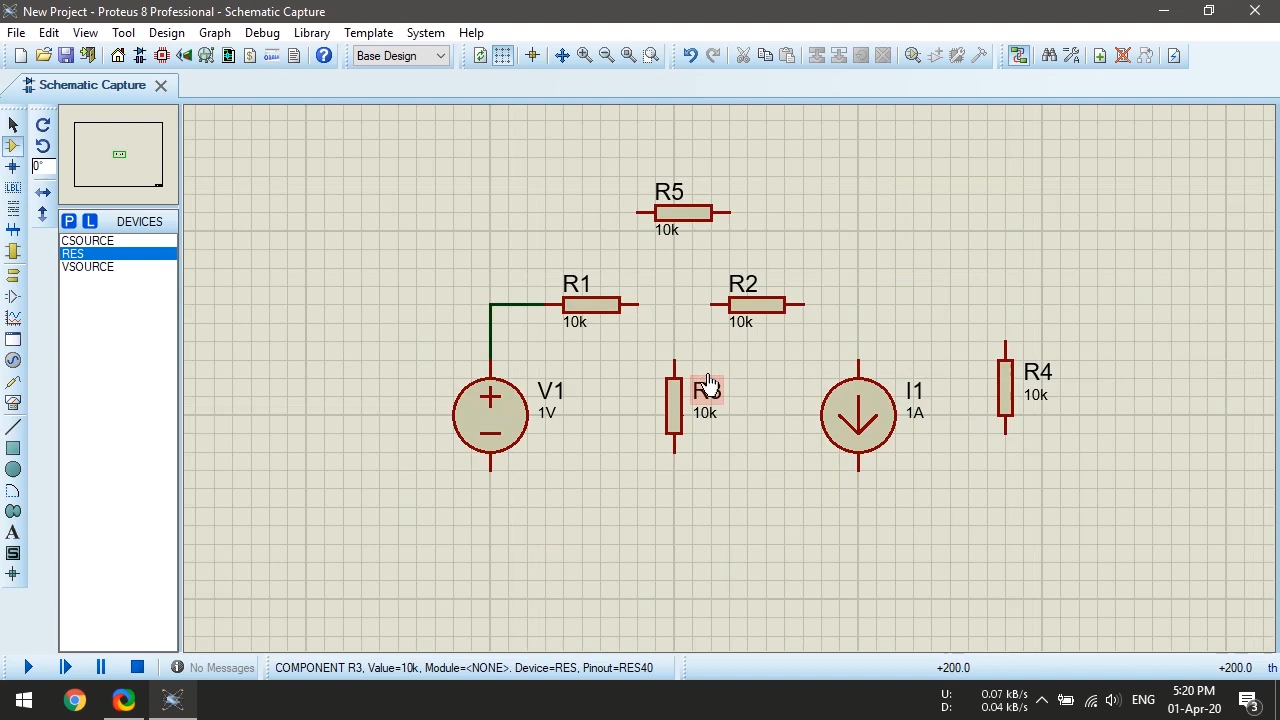 New Project - Proteus 8 Professional - Schematic Capture
File Edit View Tool Design Graph Debug Library Template System Help
Base Design
Schematic Capture
0°
LBL
P L DEVICES
CSOURCE
RES
VSOURCE
R5
10k
R1
10k
R2
10k
V1
1V
R3
10k
I1
1A
R4
10k
A
S
No Messages
COMPONENT R3, Value=10k, Module=<NONE>. Device=RES, Pinout=RES40
+200.0
+200.0
th
U: 0.07 kB/s
D: 0.04 kB/s
ENG
5:20 PM
01-Apr-20
3